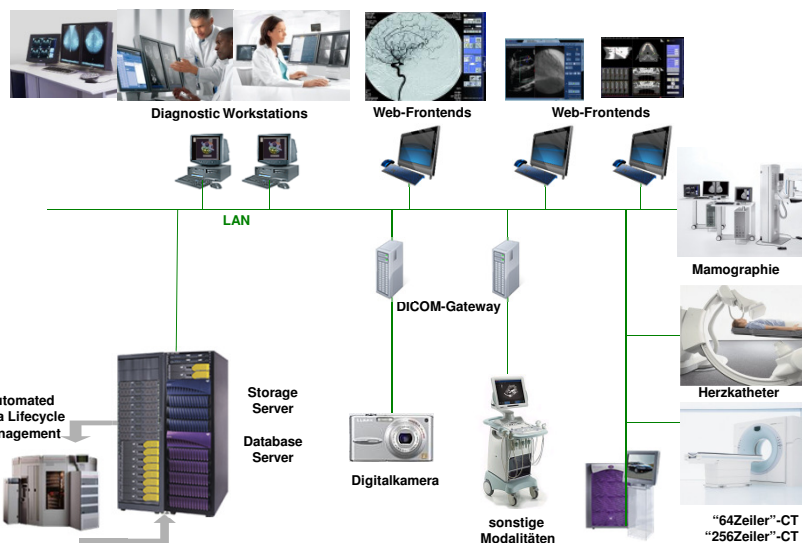 Diagnostic Workstations
Web-Frontends
Web-Frontends
LAN
Mamographie
DICOM-Gateway
utomated
a Lifecycle
nagement
Storage
Server
Database
Server
Herzkatheter
Digitalkamera
sonstige
Modalitäten
“64Zeiler”-CT
“256Zeiler”-CT